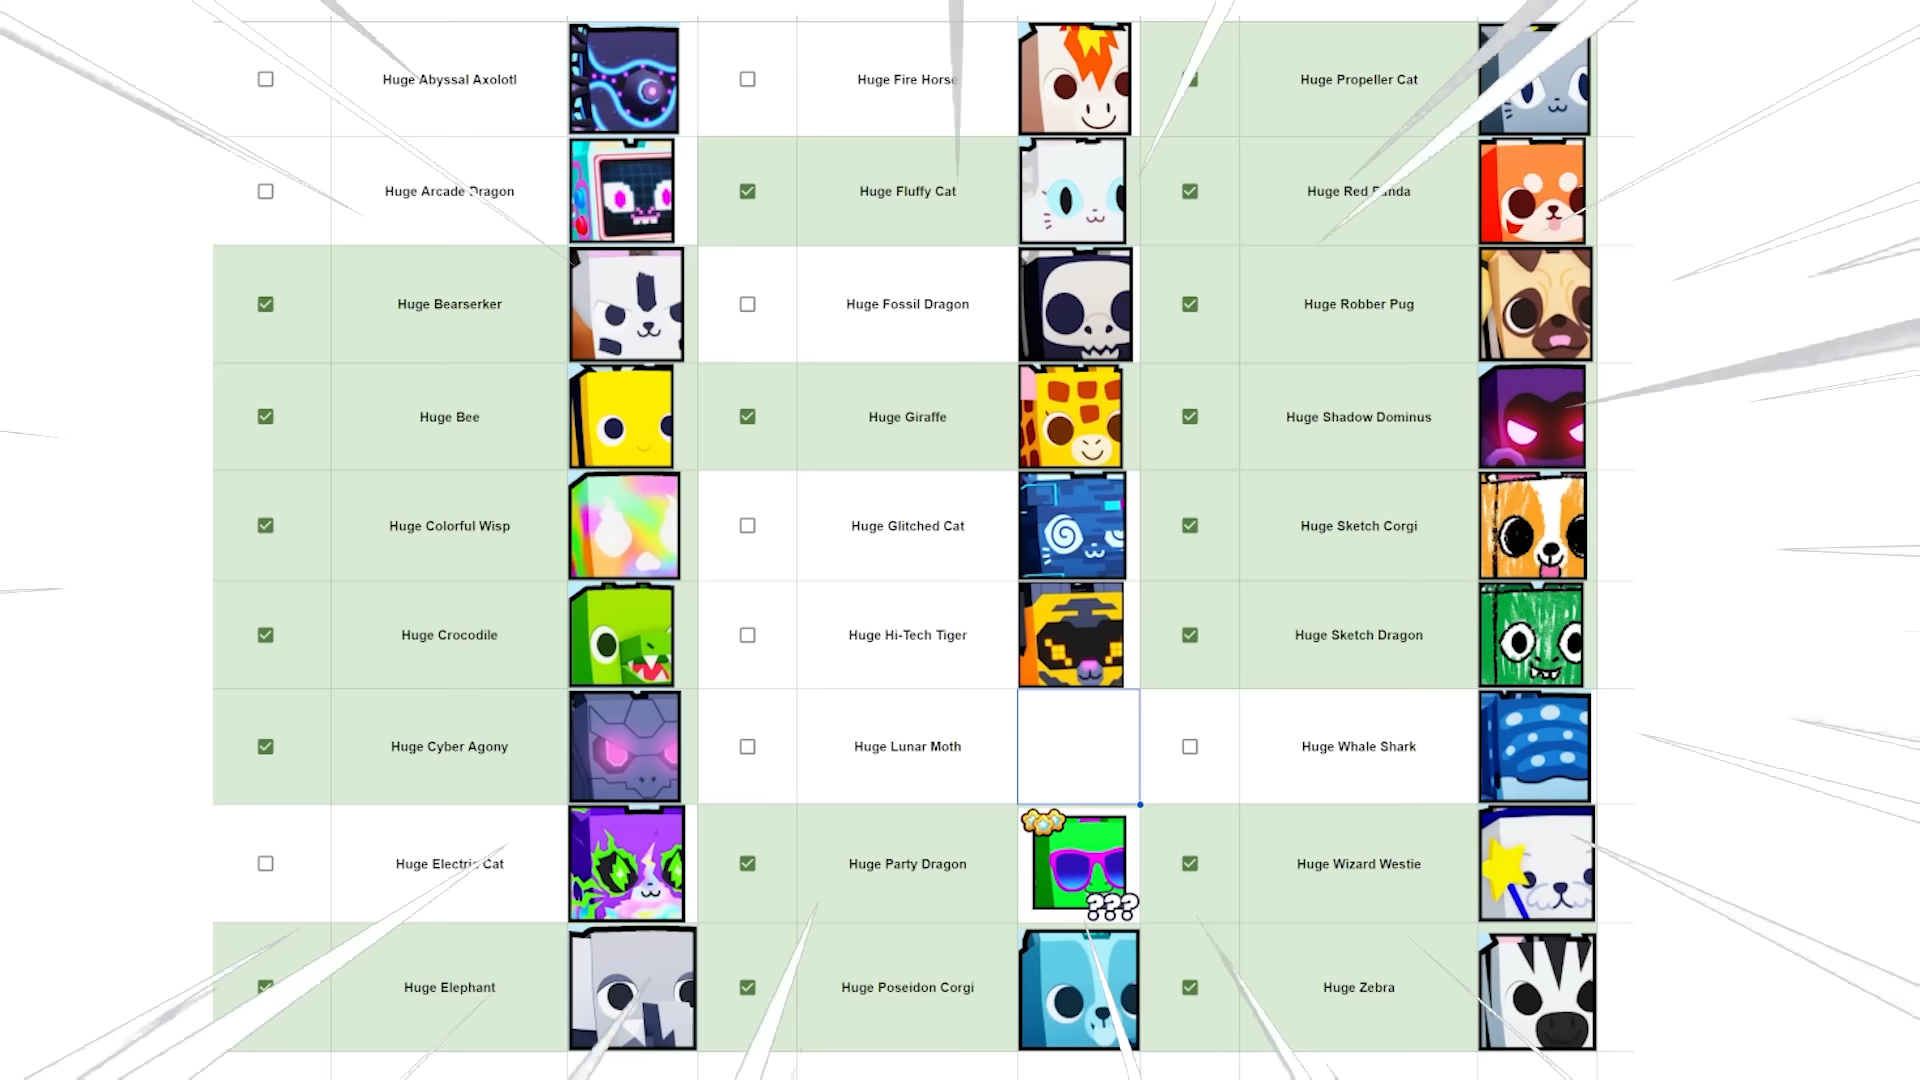 Huge Abyssal Axolotl
Huge Fire Horse
Huge Propeller Cat
Huge Arcade Dragon
Huge Fluffy Cat
Huge Red Panda
Huge Bearserker
Huge Fossil Dragon
Huge Robber Pug
Huge Bee
Huge Giraffe
Huge Shadow Dominus
Huge Colorful Wisp
Huge Glitched Cat
Huge Sketch Corgi
Huge Crocodile
Huge Hi-Tech Tiger
Huge Sketch Dragon
Huge Cyber Agony
Huge Lunar Moth
Huge Whale Shark
Huge Electric Cat
Huge Party Dragon
???
Huge Wizard Westie
Huge Elephant
Huge Poseidon Corgi
Huge Zebra